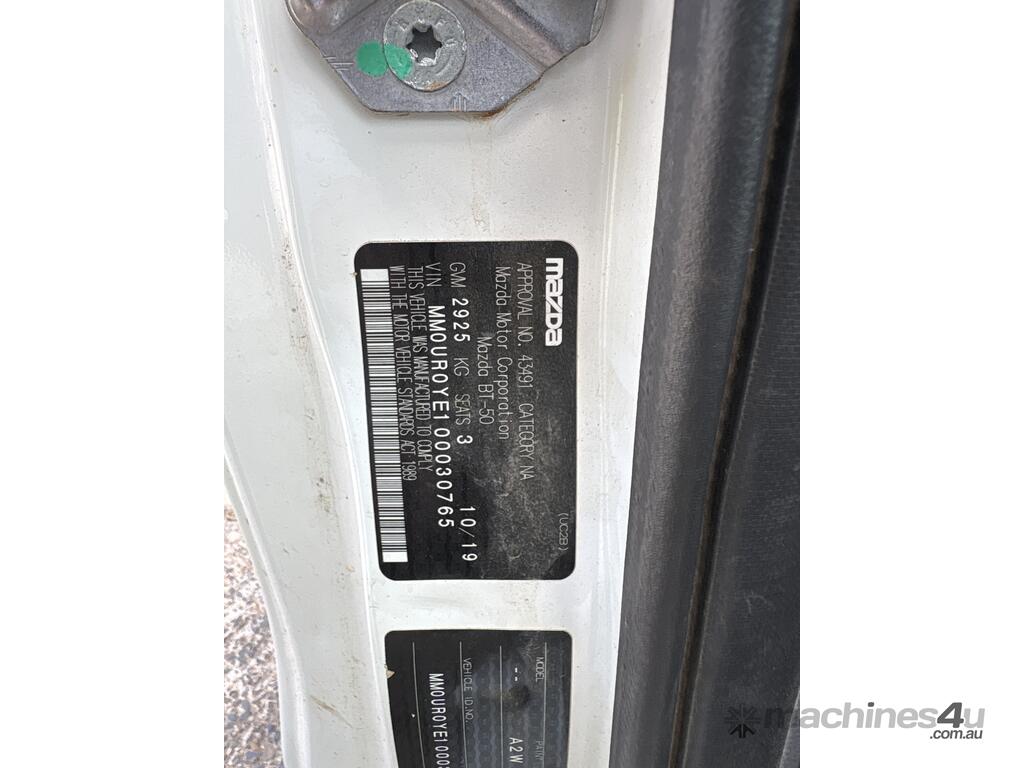 mazda
APPROVAL NO. 43491 CATEGORY NA
Mazda Motor Corporation
Mazda BT-50
(UC2B)
GVM 2925 KG SEATS 3 10/19
VIN MM0UR0YE100030765
THIS VEHICLE WAS MANUFACTURED TO COMPLY
WITH THE MOTOR VEHICLE STANDARDS ACT 1989
MODEL PAINT
-- A2W
VEHICLE ID.NO.
MM0UR0YE1000
machines4u
.com.au